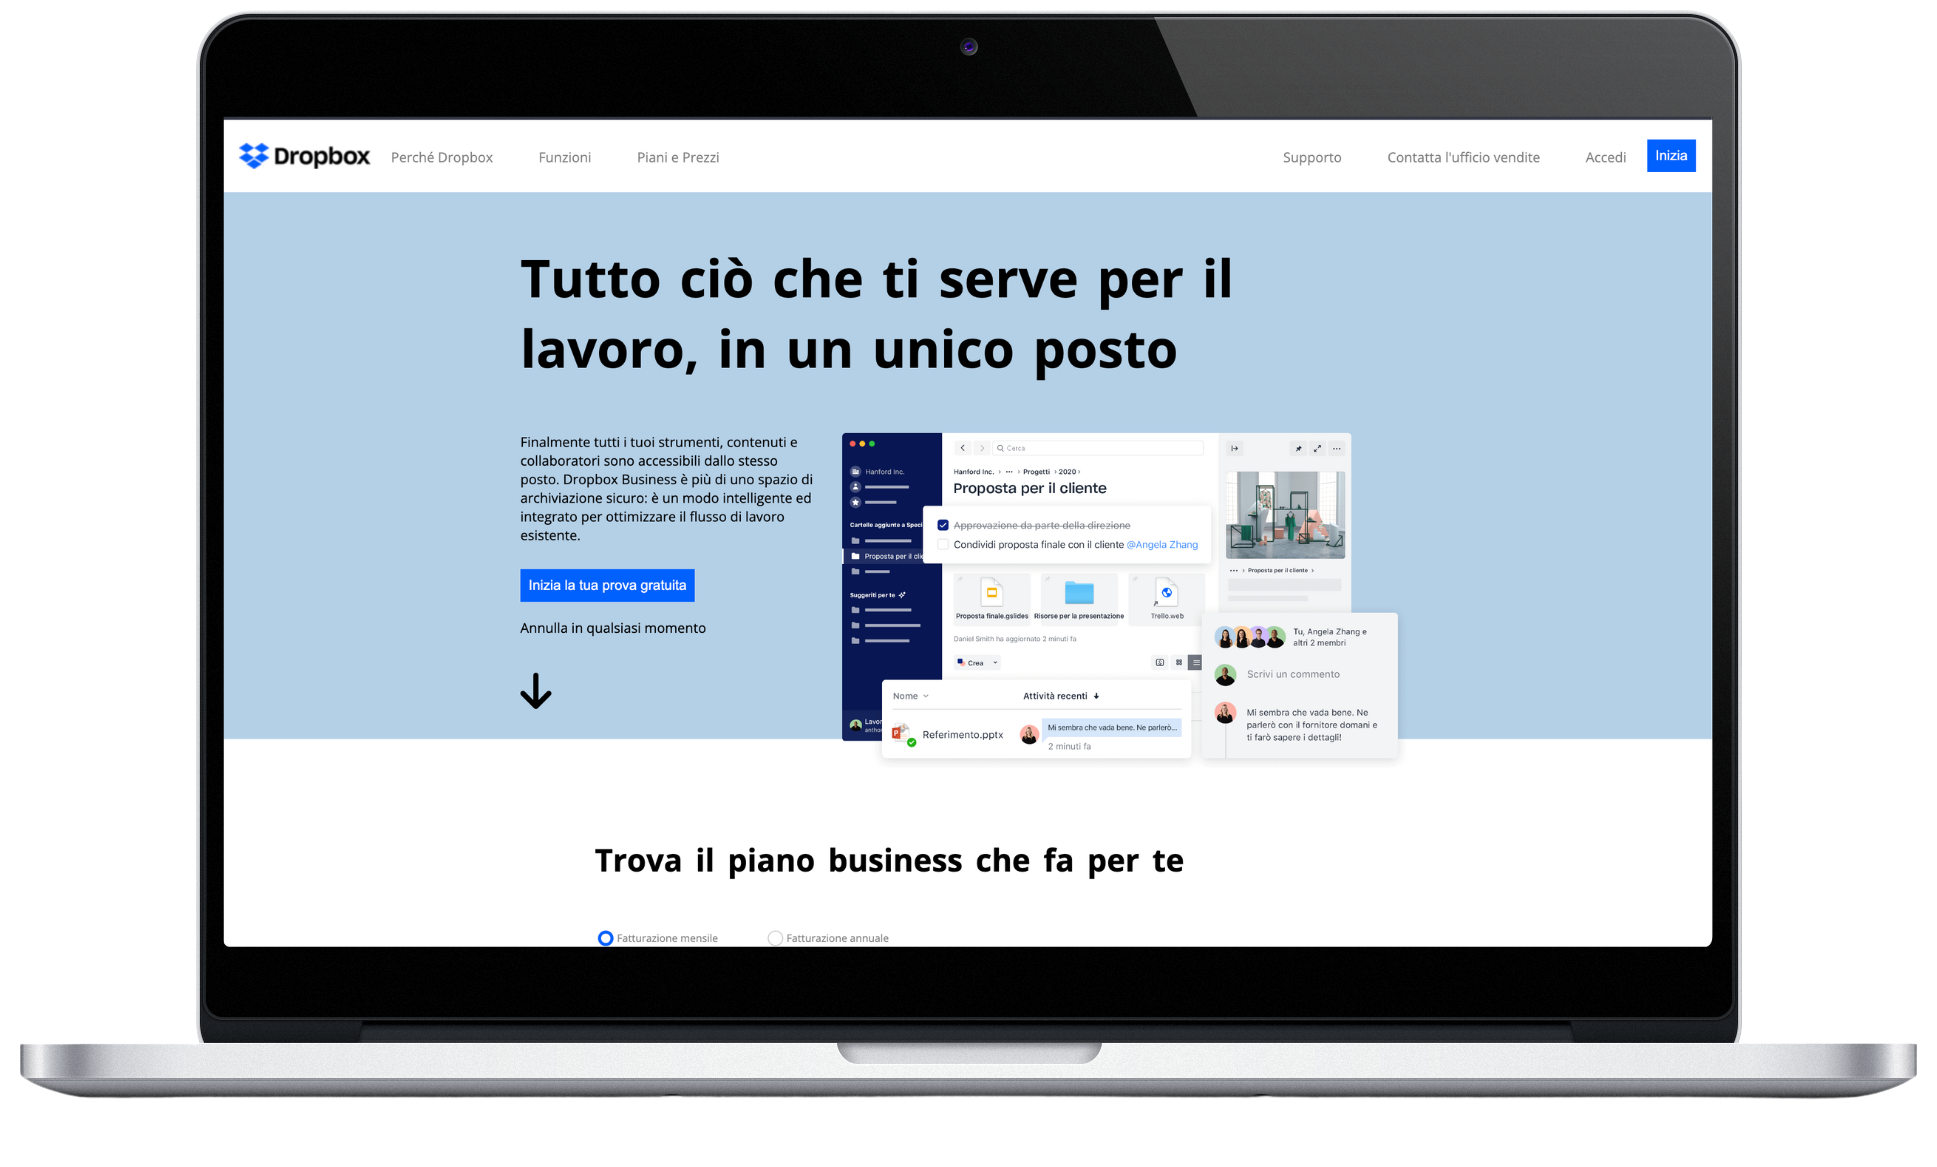 Dropbox
Perché Dropbox
Funzioni
Piani e Prezzi
Supporto
Contatta l'ufficio vendite
Accedi
Inizia
Tutto ciò che ti serve per il
lavoro, in un unico posto
Finalmente tutti i tuoi strumenti, contenuti e
collaboratori sono accessibili dallo stesso
posto. Dropbox Business è più di uno spazio di
archiviazione sicuro: è un modo intelligente ed
integrato per ottimizzare il flusso di lavoro
esistente.
Inizia la tua prova gratuita
Annulla in qualsiasi momento
Hanford Inc.
Cartelle aggiunte a Spaci
Proposta per il clie
Suggeriti per te
Lavor
Cerca
Hanford Inc. › ··· › Progetti › 2020 ›
Proposta per il cliente
Approvazione da parte della direzione
Condividi proposta finale con il cliente @Angela Zhang
Proposta finale.gslides
Risorse per la presentazione
Trello.web
Daniel Smith ha aggiornato 2 minuti fa
Crea
Nome
Attività recenti
Referimento.pptx
Mi sembra che vada bene. Ne parlerò...
2 minuti fa
··· › Proposta per il cliente ›
Tu, Angela Zhang e
altri 2 membri
Scrivi un commento
Mi sembra che vada bene. Ne
parlerò con il fornitore domani e
ti farò sapere i dettagli!
Trova il piano business che fa per te
Fatturazione mensile
Fatturazione annuale